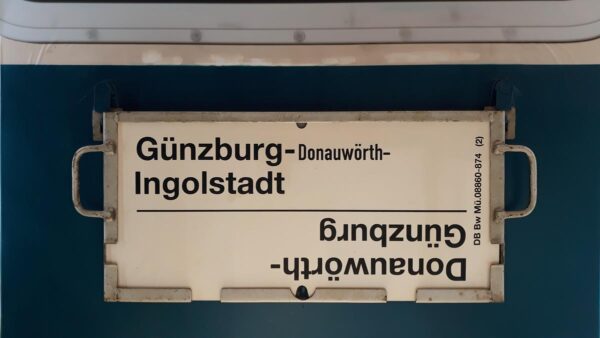 Günzburg-Donauwörth-
Ingolstadt
Donauwörth-
Günzburg
DB Bw Mü.08860-874 (2)